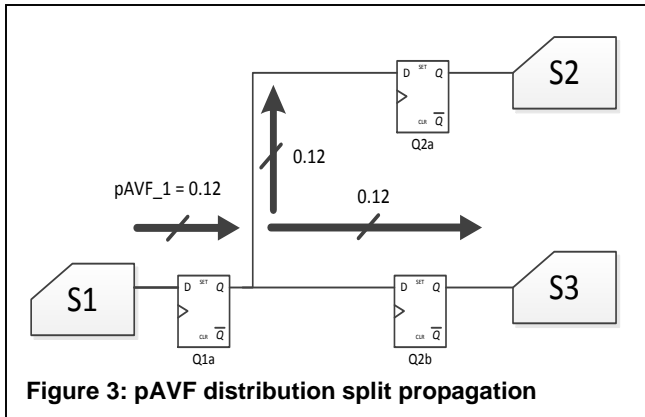 S2
D SET Q
CLR Q
Q2a
0.12
pAVF_1 = 0.12
0.12
S1
D SET Q
CLR Q
Q1a
D SET Q
CLR Q
Q2b
S3
Figure 3: pAVF distribution split propagation